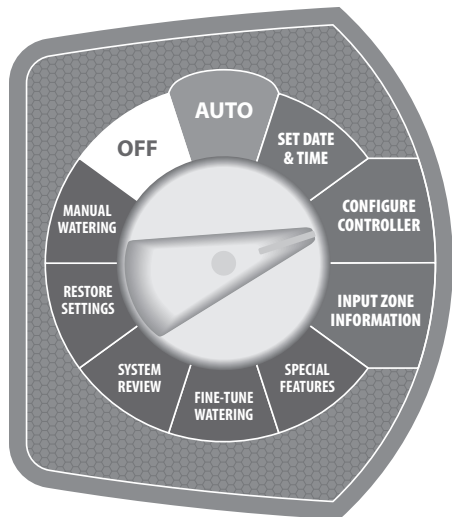 AUTO
SET DATE
& TIME
CONFIGURE
CONTROLLER
INPUT ZONE
INFORMATION
SPECIAL
FEATURES
FINE-TUNE
WATERING
SYSTEM
REVIEW
RESTORE
SETTINGS
MANUAL
WATERING
OFF